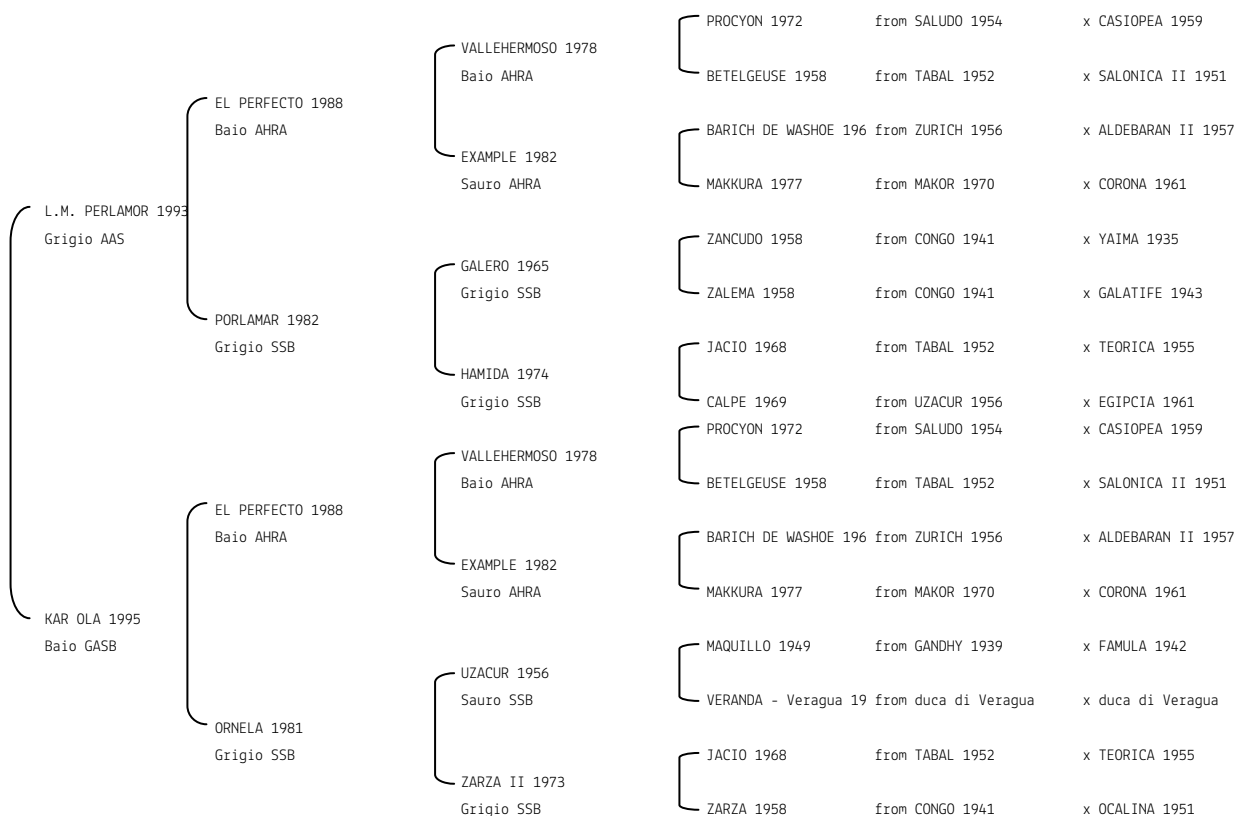 PROCYON 1972 from SALUDO 1954 x CASIOPEA 1959
VALLEHERMOSO 1978
Baio AHRA BETELGEUSE 1958 from TABAL 1952 x SALONICA II 1951
EL PERFECTO 1988
Baio AHRA BARICH DE WASHOE 196 from ZURICH 1956 x ALDEBARAN II 1957
EXAMPLE 1982
Sauro AHRA MAKKURA 1977 from MAKOR 1970 x CORONA 1961
L.M. PERLAMOR 1993
Grigio AAS ZANCUDO 1958 from CONGO 1941 x YAIMA 1935
GALERO 1965
Grigio SSB ZALEMA 1958 from CONGO 1941 x GALATIFE 1943
PORLAMAR 1982
Grigio SSB JACIO 1968 from TABAL 1952 x TEORICA 1955
HAMIDA 1974
Grigio SSB CALPE 1969 from UZACUR 1956 x EGIPCIA 1961
PROCYON 1972 from SALUDO 1954 x CASIOPEA 1959
VALLEHERMOSO 1978
Baio AHRA BETELGEUSE 1958 from TABAL 1952 x SALONICA II 1951
EL PERFECTO 1988
Baio AHRA BARICH DE WASHOE 196 from ZURICH 1956 x ALDEBARAN II 1957
EXAMPLE 1982
Sauro AHRA MAKKURA 1977 from MAKOR 1970 x CORONA 1961
KAR OLA 1995
Baio GASB MAQUILLO 1949 from GANDHY 1939 x FAMULA 1942
UZACUR 1956
Sauro SSB VERANDA - Veragua 19 from duca di Veragua x duca di Veragua
ORNELA 1981
Grigio SSB JACIO 1968 from TABAL 1952 x TEORICA 1955
ZARZA II 1973
Grigio SSB ZARZA 1958 from CONGO 1941 x OCALINA 1951